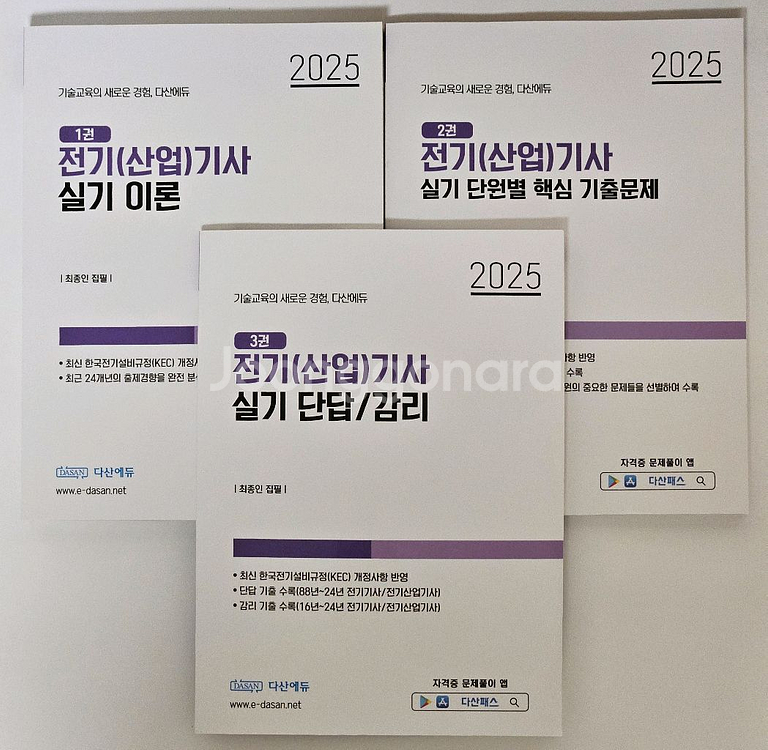 2025
기술교육의 새로운 경험, 다산에듀
1권
전기(산업)기사
실기 이론
| 최종인 집필 |
• 최신 한국전기설비규정(KEC) 개정사
• 최근 24개년의 출제경향을 완전 분
DASAN 다산에듀
www.e-dasan.net
2025
기술교육의 새로운 경험, 다산에듀
2권
전기(산업)기사
실기 단원별 핵심 기출문제
항 반영
수록
원의 중요한 문제들을 선별하여 수록
자격증 문제풀이 앱
다산패스
2025
기술교육의 새로운 경험, 다산에듀
3권
전기(산업)기사
실기 단답/감리
| 최종인 집필 |
• 최신 한국전기설비규정(KEC) 개정사항 반영
• 단답 기출 수록(88년~24년 전기기사/전기산업기사)
• 감리 기출 수록(16년~24년 전기기사/전기산업기사)
DASAN 다산에듀
www.e-dasan.net
자격증 문제풀이 앱
다산패스
Joonggonara